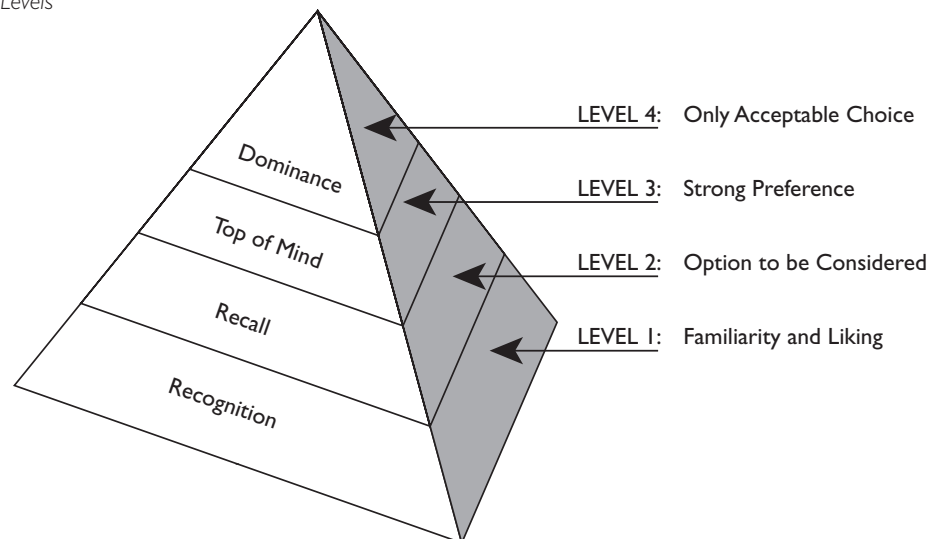 Levels
Dominance
Top of Mind
Recall
Recognition
LEVEL 4: Only Acceptable Choice
LEVEL 3: Strong Preference
LEVEL 2: Option to be Considered
LEVEL 1: Familiarity and Liking